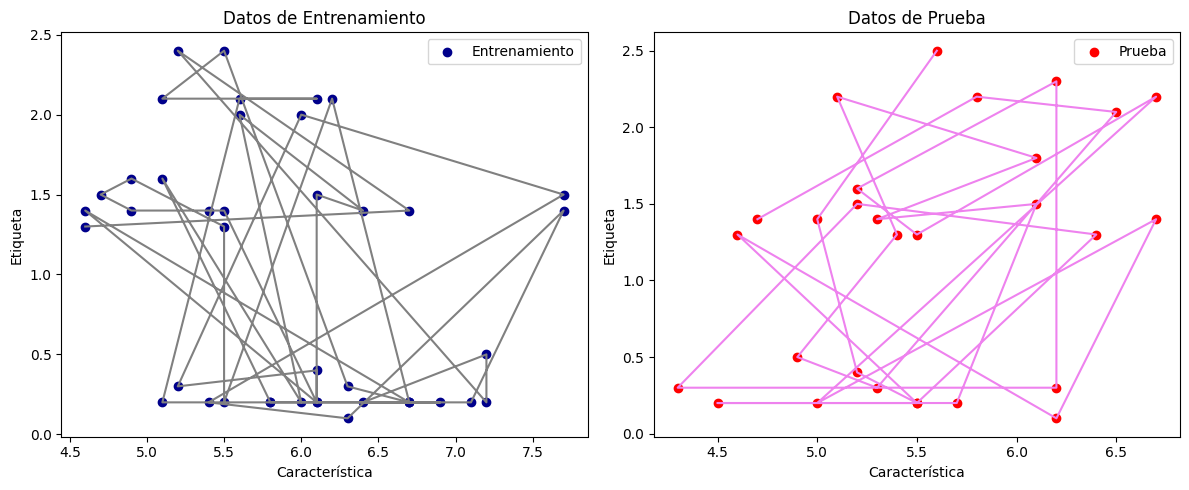 Datos de Entrenamiento
Entrenamiento
Etiqueta
2.5
2.0
1.5
1.0
0.5
0.0
4.5 5.0 5.5 6.0 6.5 7.0 7.5
Característica
Datos de Prueba
Prueba
Etiqueta
2.5
2.0
1.5
1.0
0.5
0.0
4.5 5.0 5.5 6.0 6.5
Característica